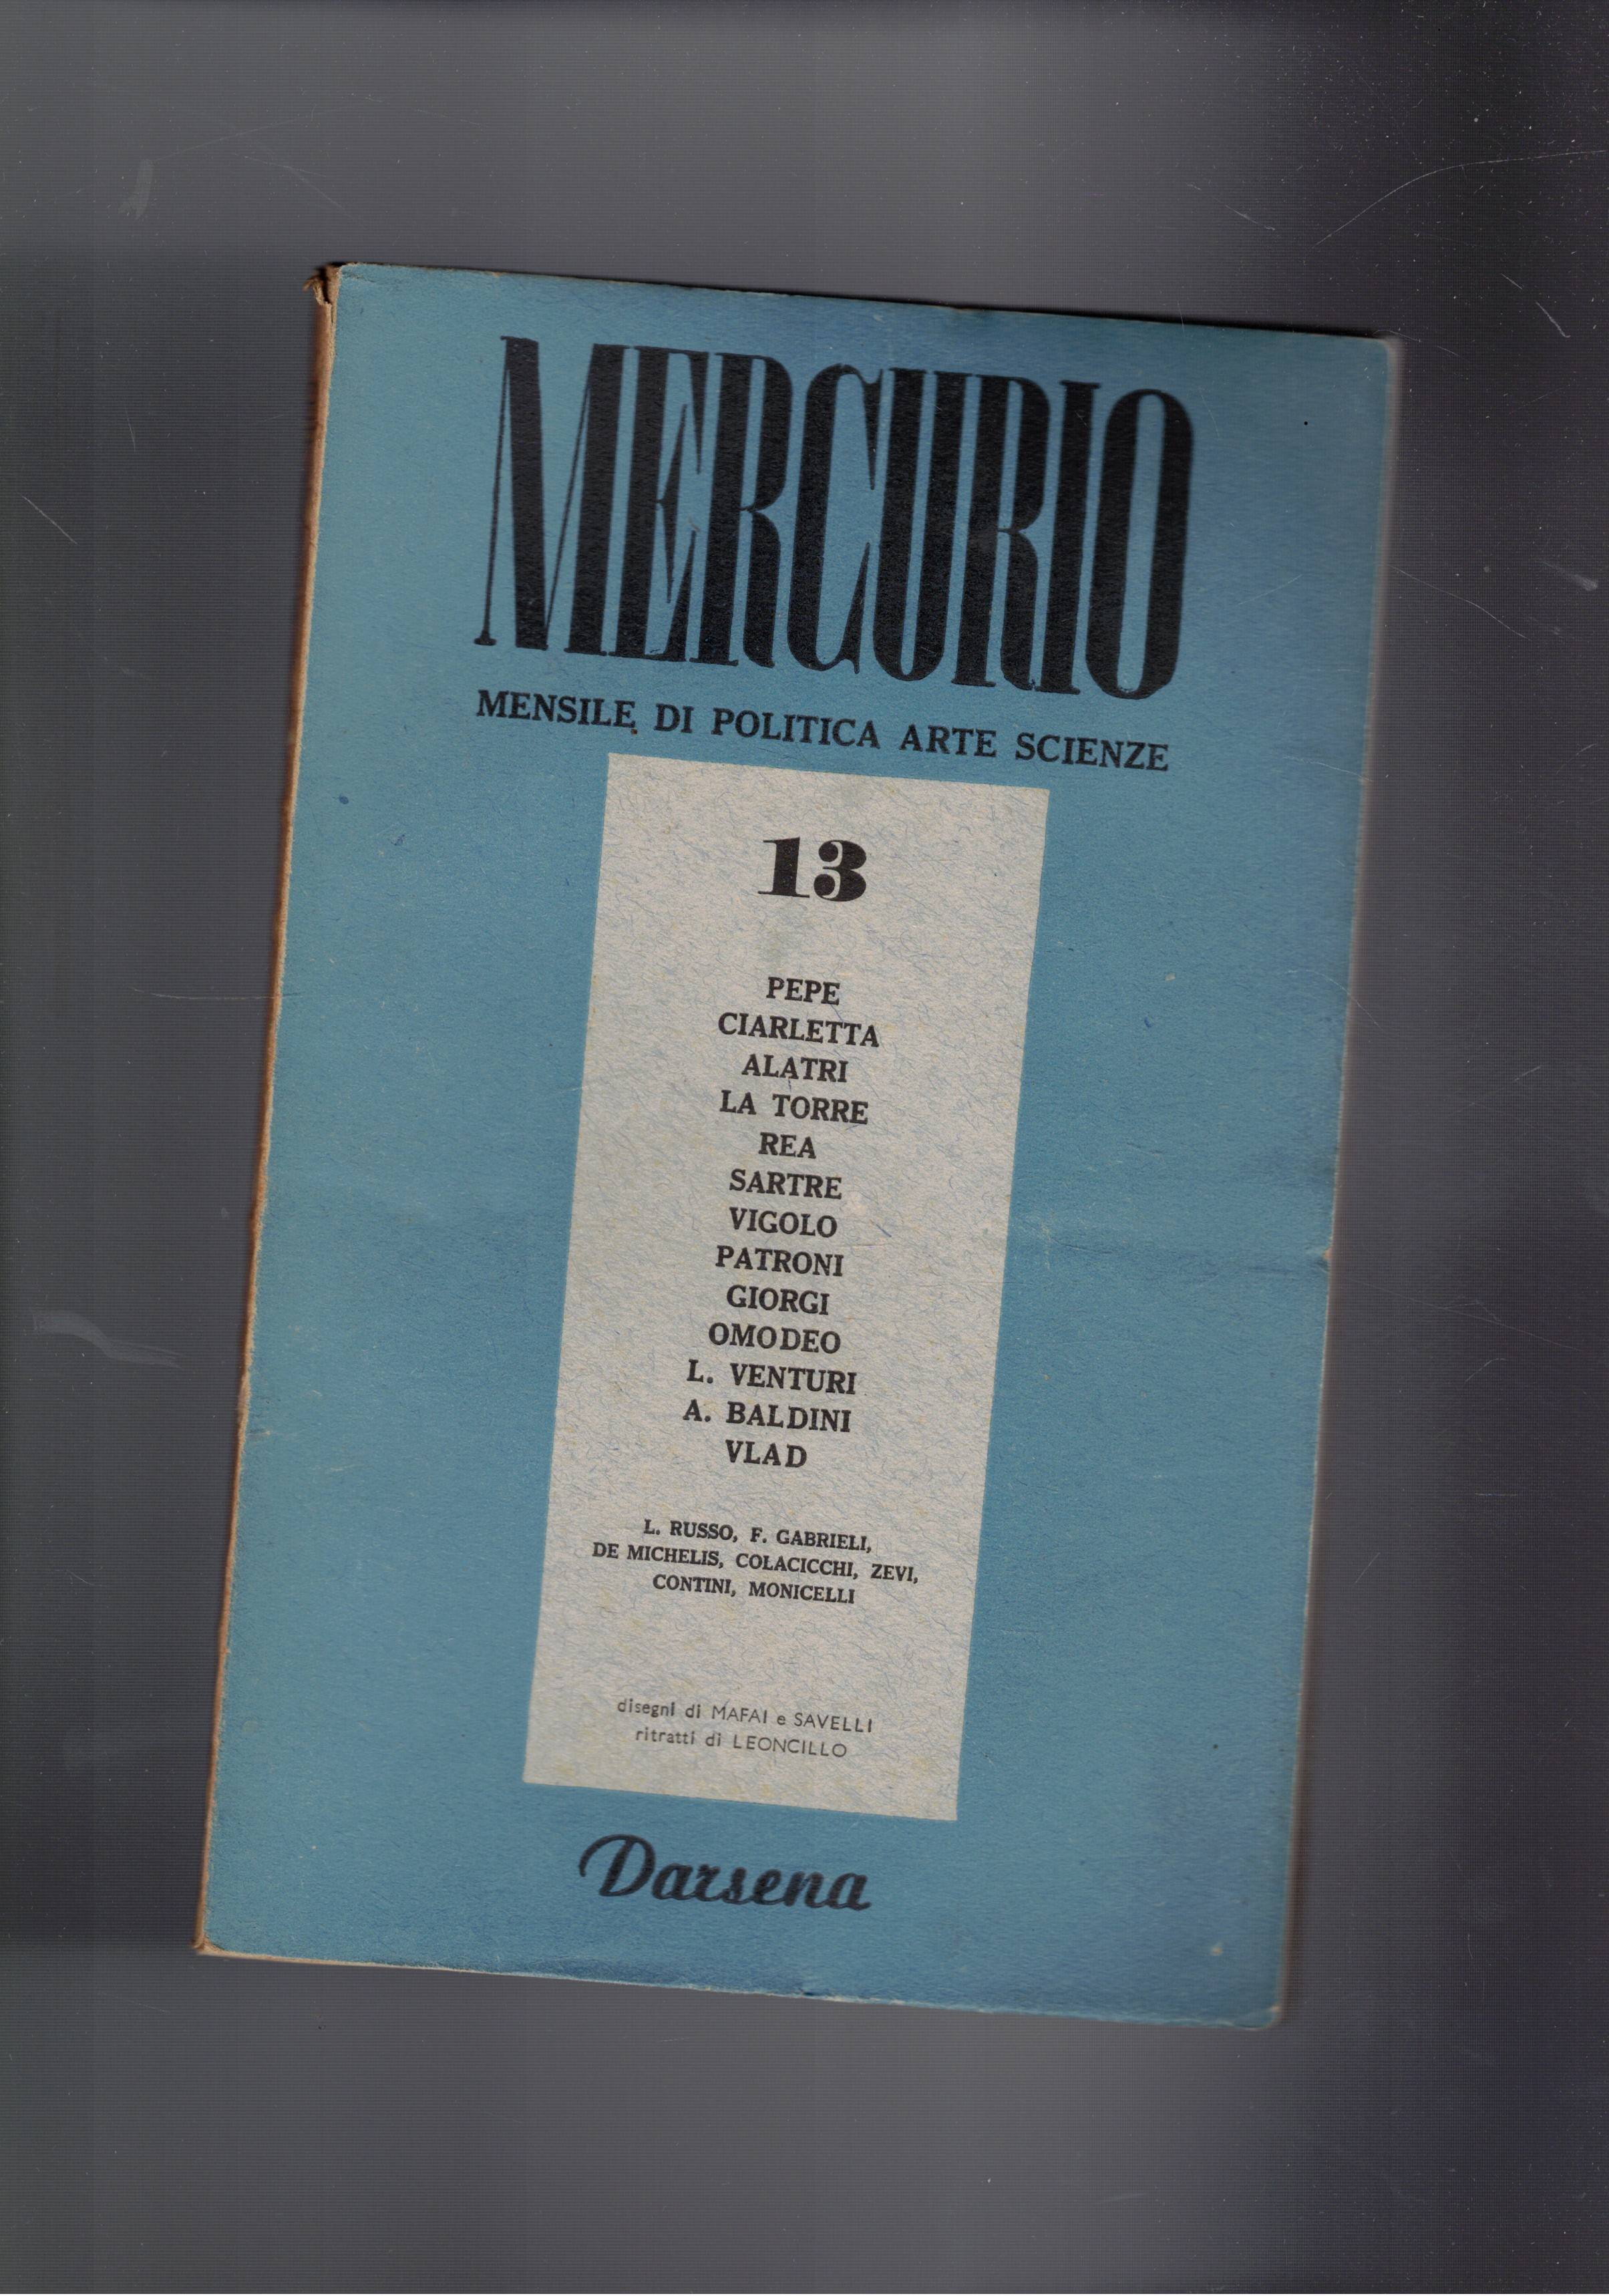 MERCURIO
MENSILE DI POLITICA ARTE SCIENZE
13
PEPE
CIARLETTA
ALATRI
LA TORRE
REA
SARTRE
VIGOLO
PATRONI
GIORGI
OMODEO
L. VENTURI
A. BALDINI
VLAD
L. RUSSO, F. GABRIELI,
DE MICHELIS, COLACICCHI, ZEVI,
CONTINI, MONICELLI
disegni di MAFAI e SAVELLI
ritratti di LEONCILLO
Darsena